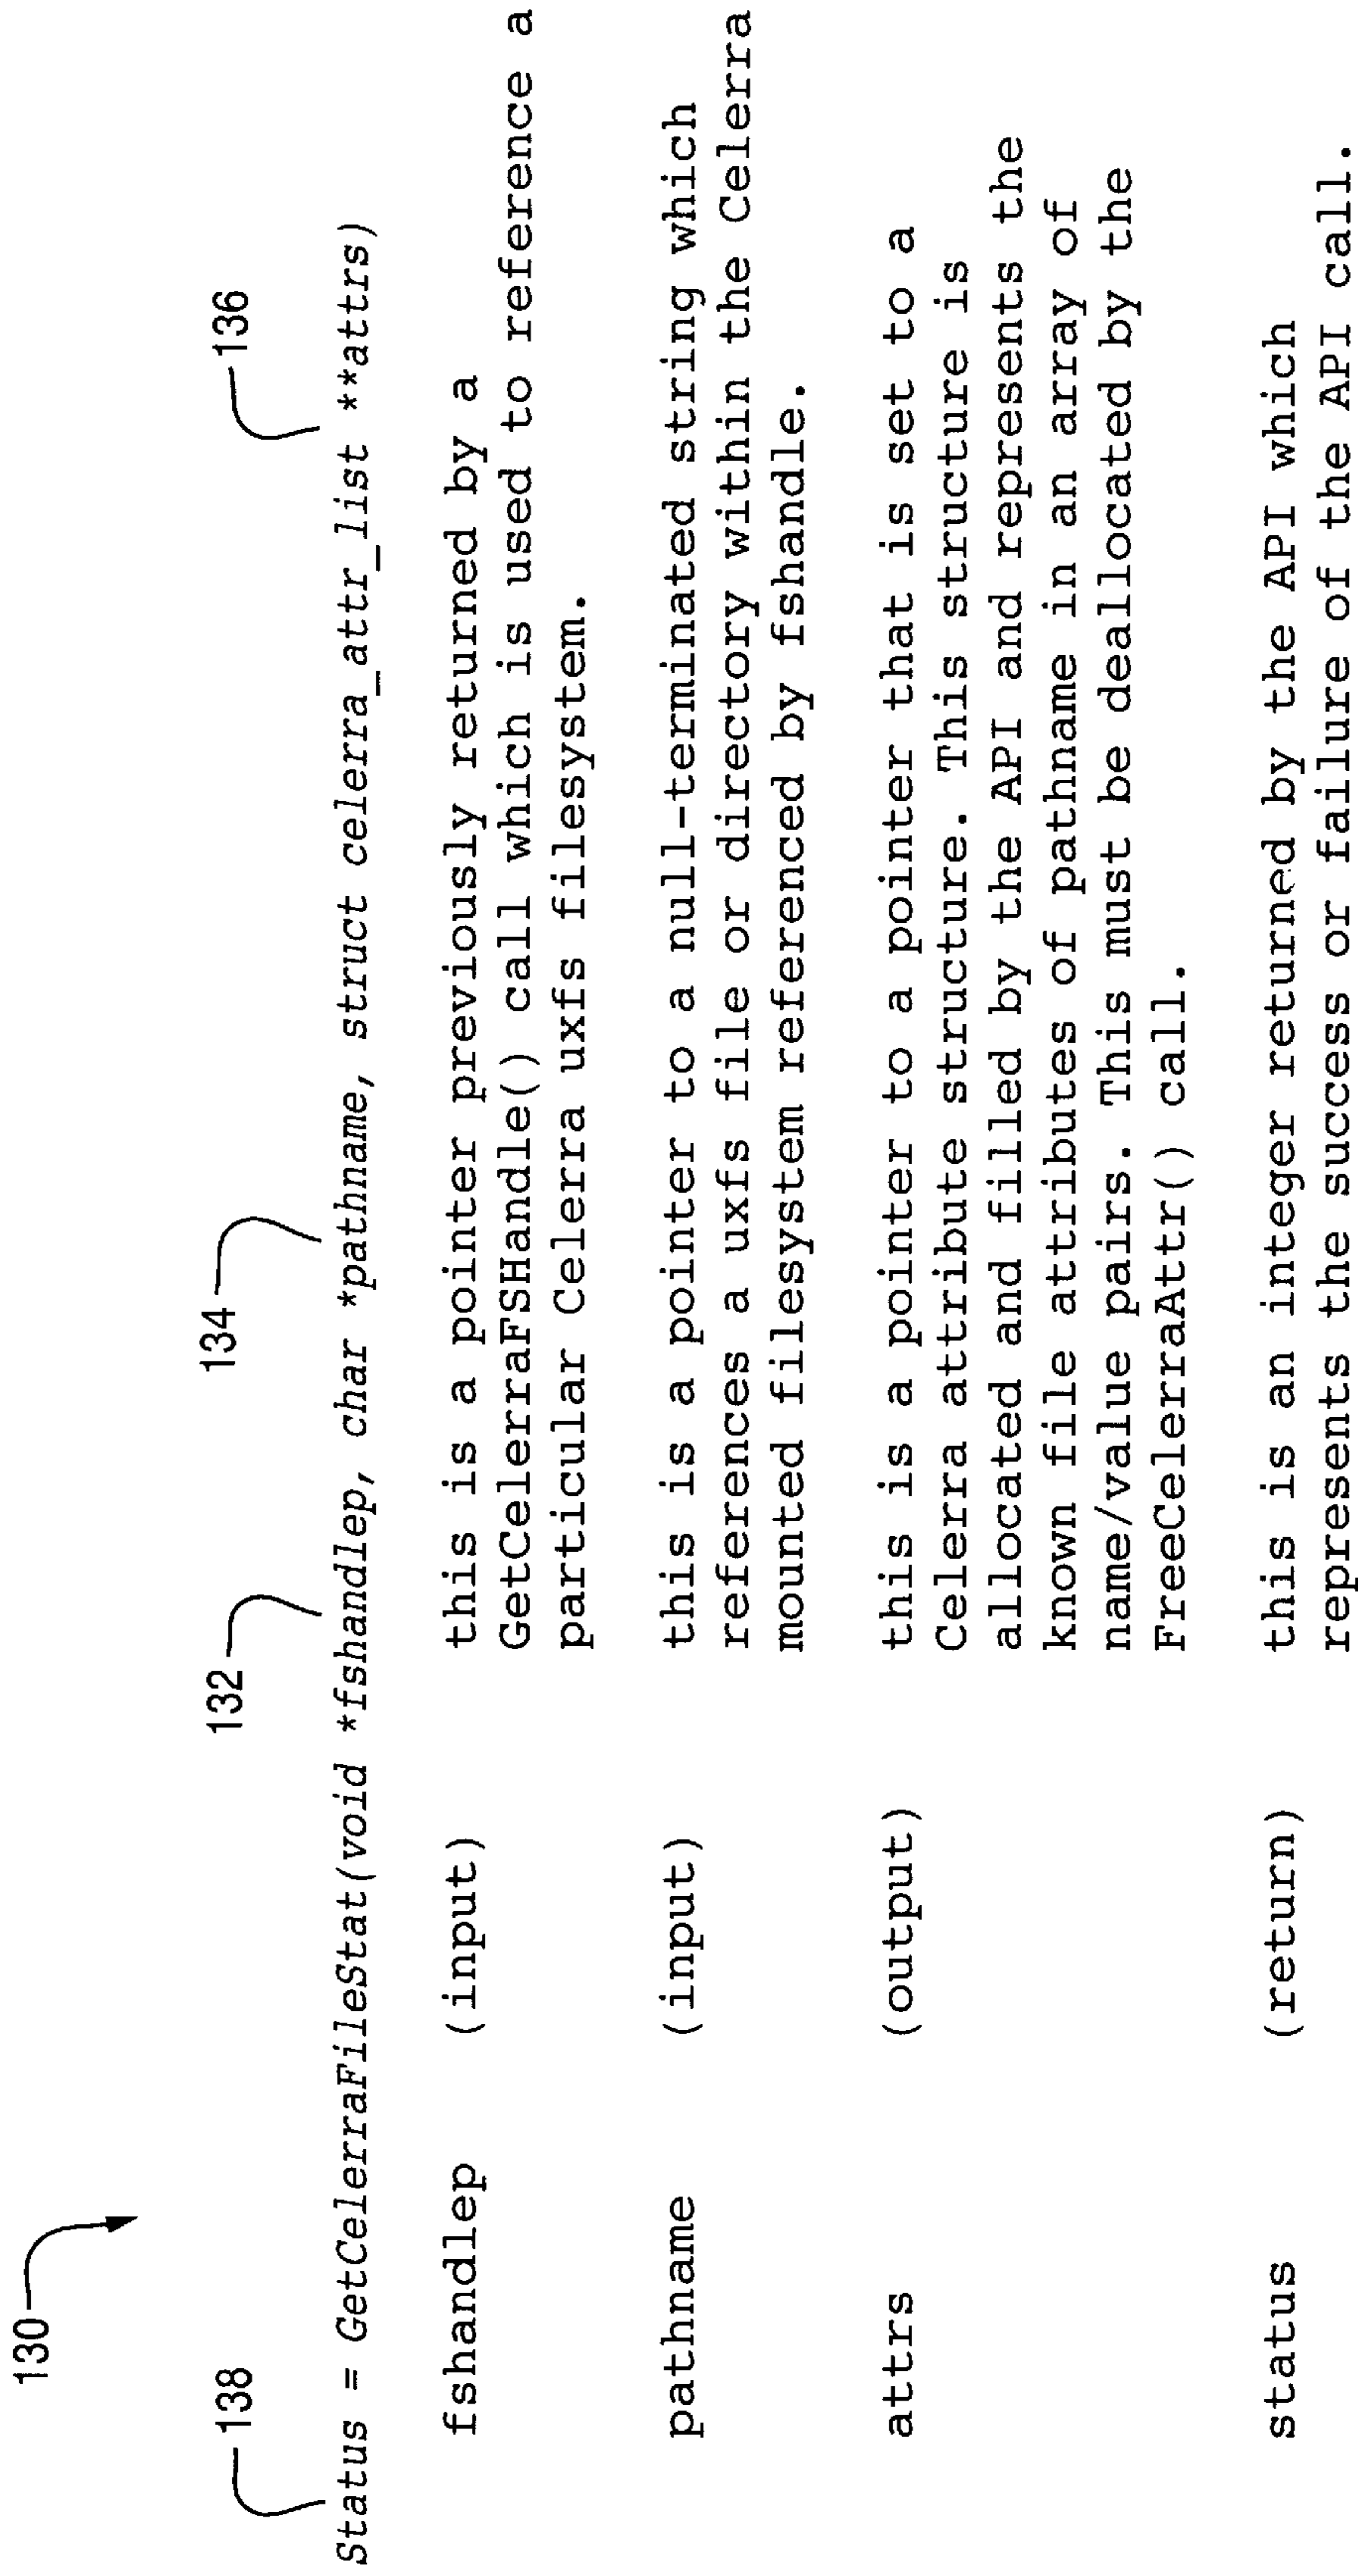 130
138
132
134
136
Status = GetCelerraFileStat(void *fshandlep, char *pathname, struct celerra_attr_list **attrs)
fshandlep (input) this is a pointer previously returned by a
GetCelerraFSHandle() call which is used to reference a
particular Celerra uxfs filesystem.
pathname (input) this is a pointer to a null-terminated string which
references a uxfs file or directory within the Celerra
mounted filesystem referenced by fshandle.
attrs (output) this is a pointer to a pointer that is set to a
Celerra attribute structure. This structure is
allocated and filled by the API and represents the
known file attributes of pathname in an array of
name/value pairs. This must be deallocated by the
FreeCelerraAttr() call.
status (return) this is an integer returned by the API which
represents the success or failure of the API call.